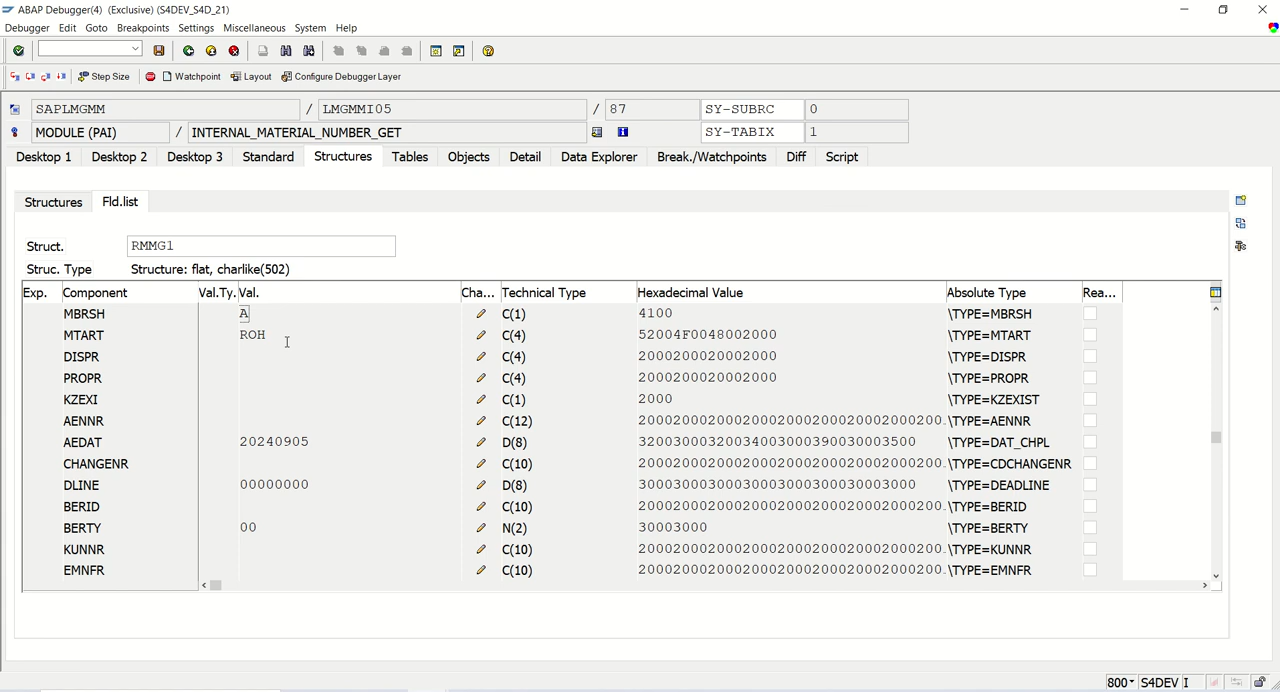 ABAP Debugger(4) (Exclusive) (S4DEV_S4D_21)
Debugger Edit Goto Breakpoints Settings Miscellaneous System Help
Step Size Watchpoint Layout Configure Debugger Layer
SAPLMGMM / LMGMMI05 / 87 SY-SUBRC 0
MODULE (PAI) / INTERNAL_MATERIAL_NUMBER_GET SY-TABIX 1
Desktop 1 Desktop 2 Desktop 3 Standard Structures Tables Objects Detail Data Explorer Break./Watchpoints Diff Script
Structures Fld.list
Struct. RMMG1
Struc. Type Structure: flat, charlike(502)
Exp. Component Val.Ty. Val. Cha... Technical Type Hexadecimal Value Absolute Type Rea...
MBRSH A C(1) 4100 \TYPE=MBRSH
MTART ROH C(4) 52004F0048002000 \TYPE=MTART
DISPR C(4) 2000200020002000 \TYPE=DISPR
PROPR C(4) 2000200020002000 \TYPE=PROPR
KZEXI C(1) 2000 \TYPE=KZEXIST
AENNR C(12) 20002000200020002000200020002000200. \TYPE=AENNR
AEDAT 20240905 D(8) 32003000320034003000390030003500 \TYPE=DAT_CHPL
CHANGENR C(10) 20002000200020002000200020002000200. \TYPE=CDCHANGENR
DLINE 00000000 D(8) 30003000300030003000300030003000 \TYPE=DEADLINE
BERID C(10) 20002000200020002000200020002000200. \TYPE=BERID
BERTY 00 N(2) 30003000 \TYPE=BERTY
KUNNR C(10) 20002000200020002000200020002000200. \TYPE=KUNNR
EMNFR C(10) 20002000200020002000200020002000200. \TYPE=EMNFR
800 S4DEV I